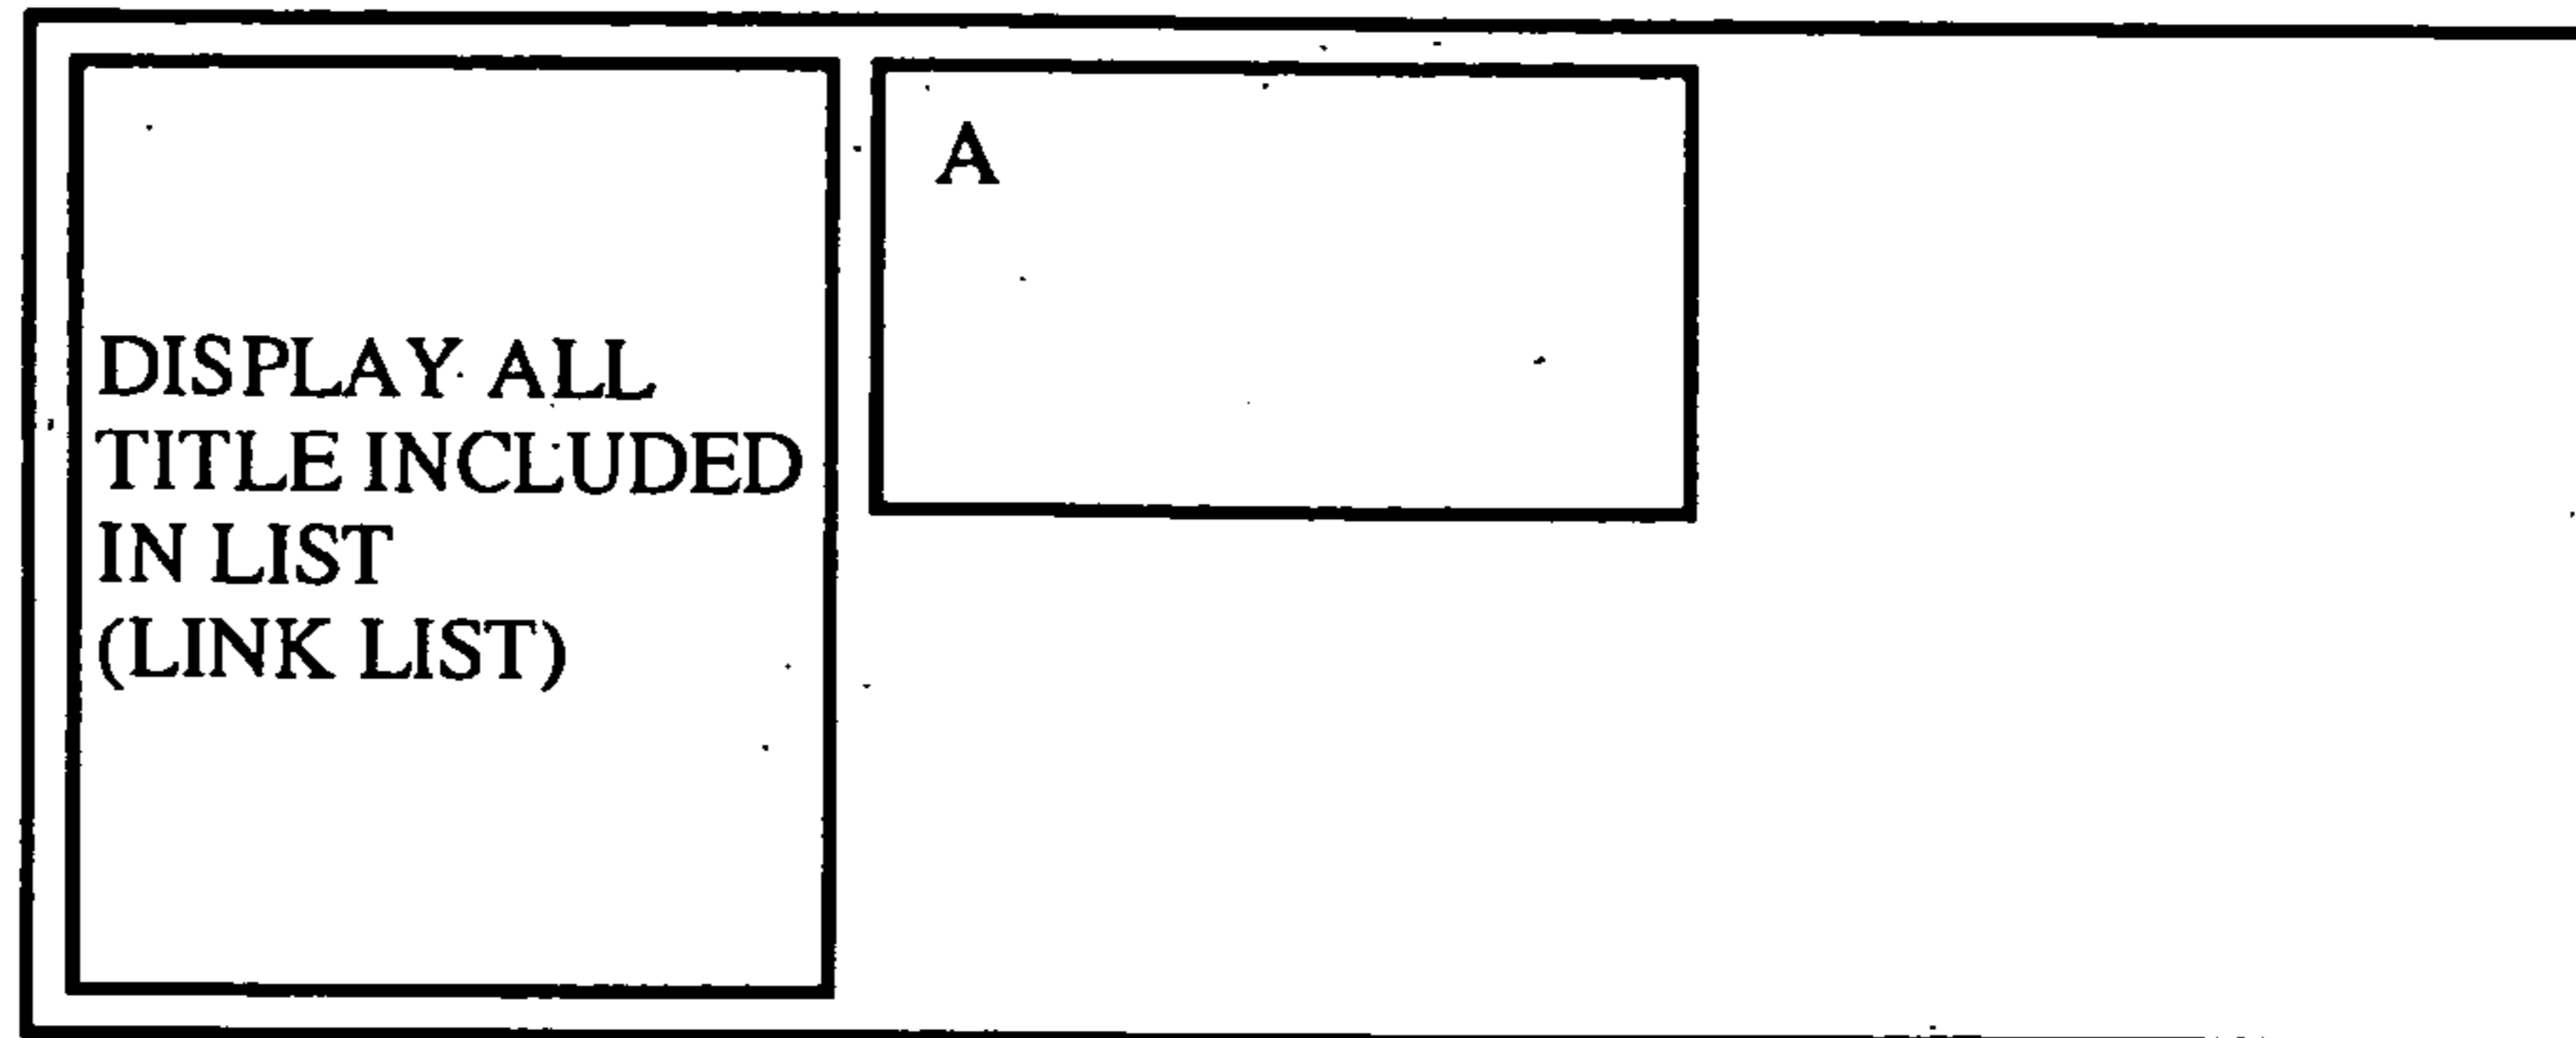 DISPLAY ALL
TITLE INCLUDED
IN LIST
(LINK LIST)
A